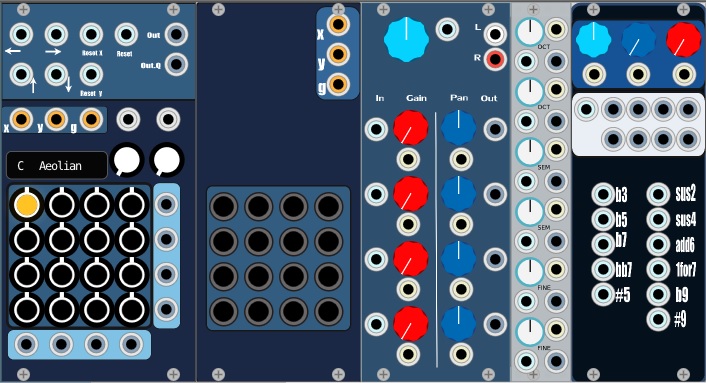 Reset X
Reset
Out
Out.Q
Reset y
x y g
C Aeolian
x
y
g
L
R
In Gain Pan Out
OCT
OCT
SEM
SEM
FINE
FINE
b3 sus2
b5 sus4
b7 add6
bb7 1for7
#5 b9
#9